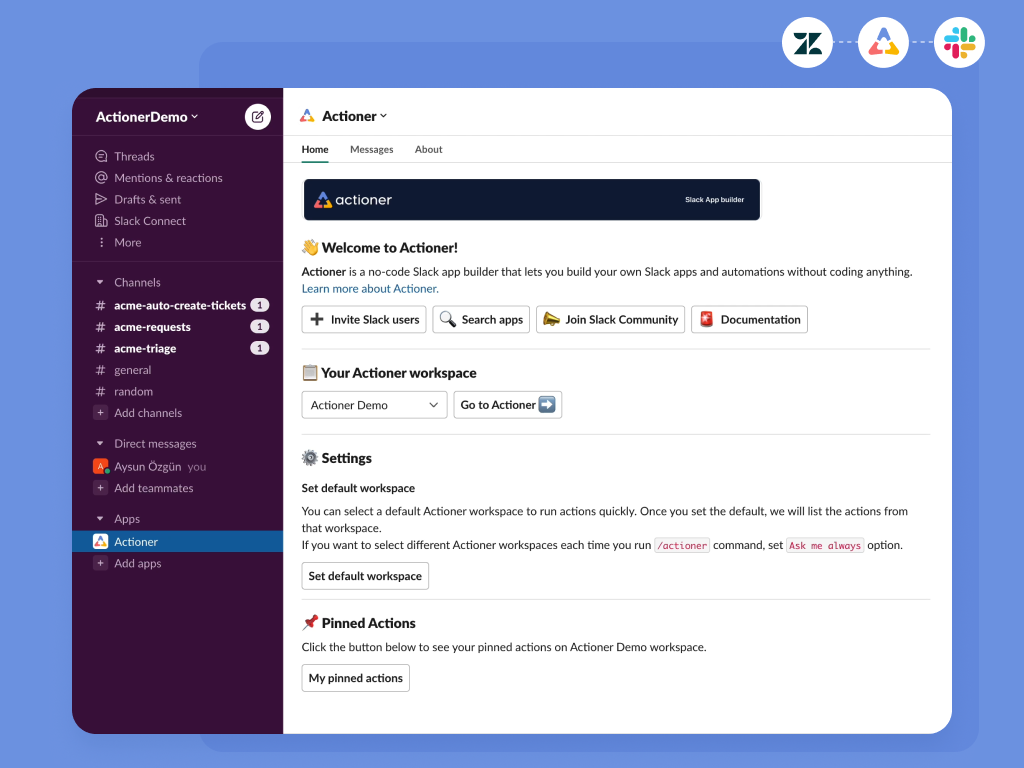 ActionerDemo
Threads
Mentions & reactions
Drafts & sent
Slack Connect
More
Channels
# acme-auto-create-tickets 1
# acme-requests 1
# acme-triage 1
# general
# random
+ Add channels
Direct messages
A Aysun Özgün you
+ Add teammates
Apps
Actioner
+ Add apps
Actioner
Home Messages About
actioner Slack App builder
Welcome to Actioner!
Actioner is a no-code Slack app builder that lets you build your own Slack apps and automations without coding anything.
Learn more about Actioner.
Invite Slack users Search apps Join Slack Community Documentation
Your Actioner workspace
Actioner Demo Go to Actioner
Settings
Set default workspace
You can select a default Actioner workspace to run actions quickly. Once you set the default, we will list the actions from
that workspace.
If you want to select different Actioner workspaces each time you run /actioner command, set Ask me always option.
Set default workspace
Pinned Actions
Click the button below to see your pinned actions on Actioner Demo workspace.
My pinned actions